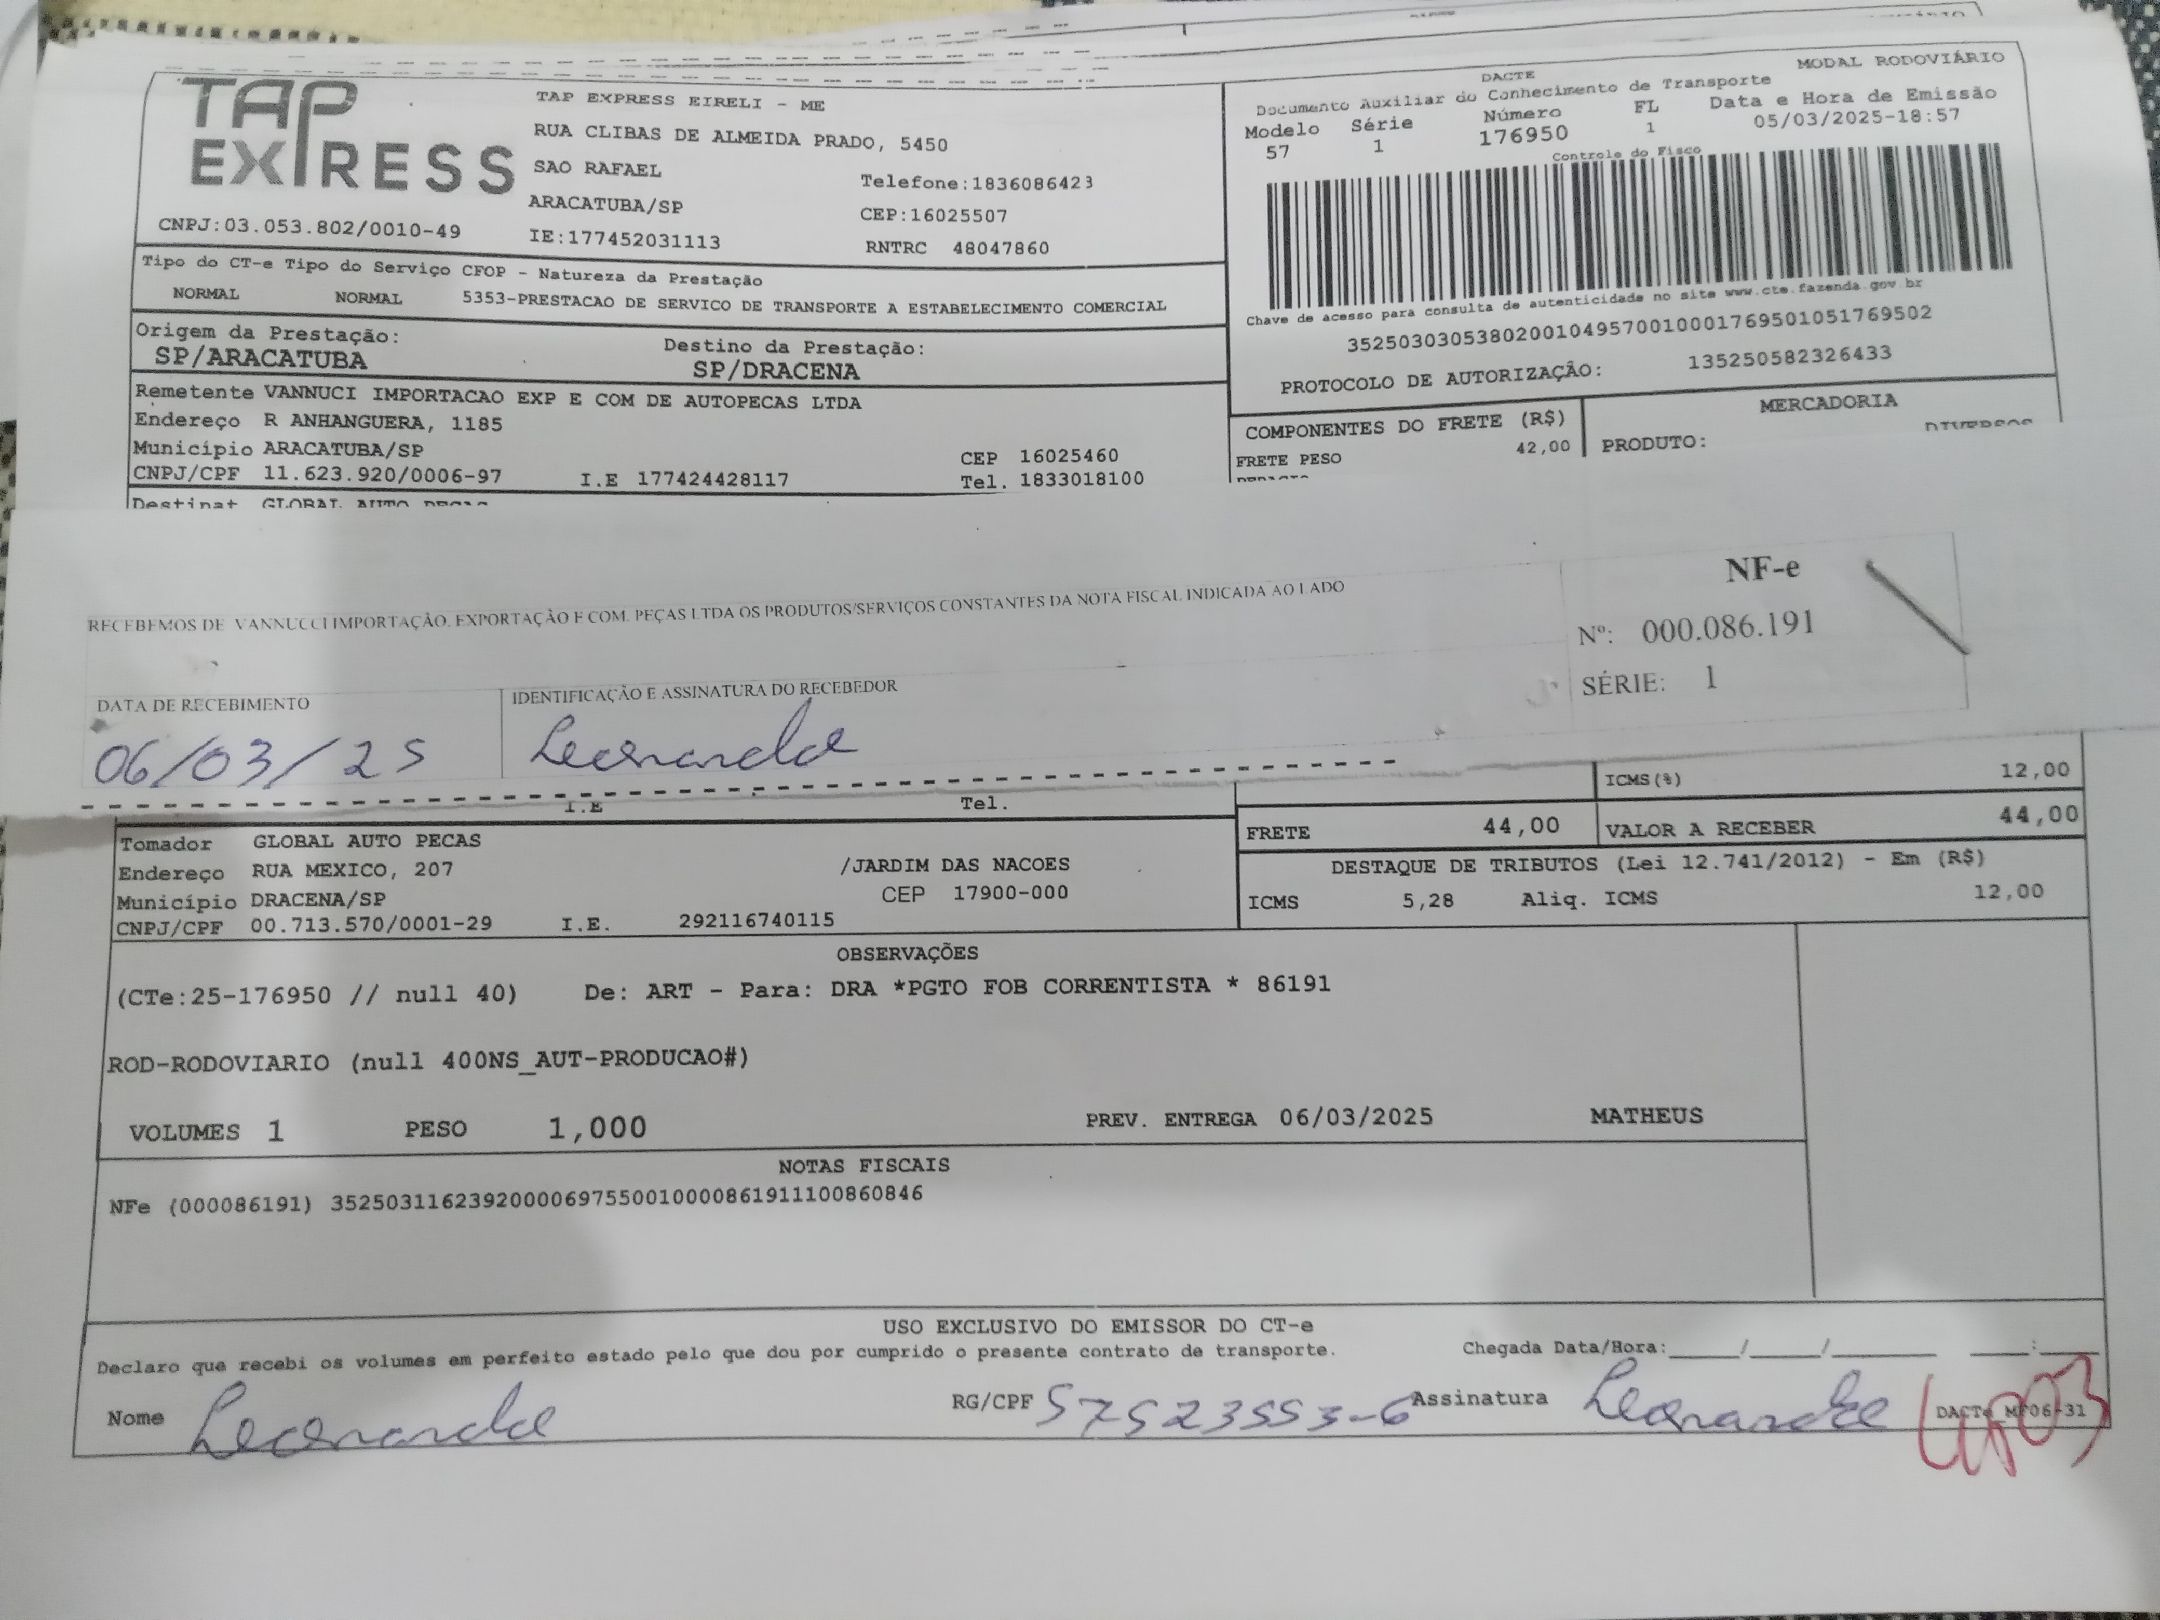 TAP
EXPRESS
TAP EXPRESS EIRELI - ME
RUA CLIBAS DE ALMEIDA PRADO, 5450
SAO RAFAEL
Telefone:1836086423
ARACATUBA/SP
CEP:16025507
CNPJ:03.053.802/0010-49
IE:177452031113
RNTRC 48047860
MODAL RODOVIÁRIO
DACTE
Documento Auxiliar do Conhecimento de Transporte
Modelo Série Número FL Data e Hora de Emissão
57 1 176950 1 05/03/2025-18:57
Controle do Fisco
Chave de acesso para consulta de autenticidade no site www.cte.fazenda.gov.br
35250303053802001049570010001769501051769502
PROTOCOLO DE AUTORIZAÇÃO: 135250582326433
Tipo do CT-e Tipo do Serviço CFOP - Natureza da Prestação
NORMAL NORMAL 5353-PRESTACAO DE SERVICO DE TRANSPORTE A ESTABELECIMENTO COMERCIAL
Origem da Prestação: Destino da Prestação:
SP/ARACATUBA SP/DRACENA
Remetente VANNUCI IMPORTACAO EXP E COM DE AUTOPECAS LTDA
Endereço R ANHANGUERA, 1185
Município ARACATUBA/SP CEP 16025460
CNPJ/CPF 11.623.920/0006-97 I.E 177424428117 Tel. 1833018100
Destinat GLOBAL AUTO PECAS
COMPONENTES DO FRETE (R$) MERCADORIA
FRETE PESO 42,00 PRODUTO: DIVERSOS
RECEBEMOS DE VANNUCCI IMPORTAÇÃO, EXPORTAÇÃO E COM. PEÇAS LTDA OS PRODUTOS/SERVIÇOS CONSTANTES DA NOTA FISCAL INDICADA AO LADO
NF-e
Nº: 000.086.191
SÉRIE: 1
DATA DE RECEBIMENTO IDENTIFICAÇÃO E ASSINATURA DO RECEBEDOR
06/03/25 Leonardo
I.E Tel.
ICMS(%) 12,00
FRETE 44,00 VALOR A RECEBER 44,00
Tomador GLOBAL AUTO PECAS
Endereço RUA MEXICO, 207 /JARDIM DAS NACOES
Município DRACENA/SP CEP 17900-000
CNPJ/CPF 00.713.570/0001-29 I.E. 292116740115
DESTAQUE DE TRIBUTOS (Lei 12.741/2012) - Em (R$)
ICMS 5,28 Aliq. ICMS 12,00
OBSERVAÇÕES
(CTe:25-176950 // null 40) De: ART - Para: DRA *PGTO FOB CORRENTISTA * 86191
ROD-RODOVIARIO (null 400NS_AUT-PRODUCAO#)
VOLUMES 1 PESO 1,000 PREV. ENTREGA 06/03/2025 MATHEUS
NOTAS FISCAIS
NFe (000086191) 35250311623920000697550010000861911100860846
USO EXCLUSIVO DO EMISSOR DO CT-e
Declaro que recebi os volumes em perfeito estado pelo que dou por cumprido o presente contrato de transporte. Chegada Data/Hora:_____/_____/_______ ____:____
Nome Leonardo RG/CPF 57523553-6 Assinatura Leonardo